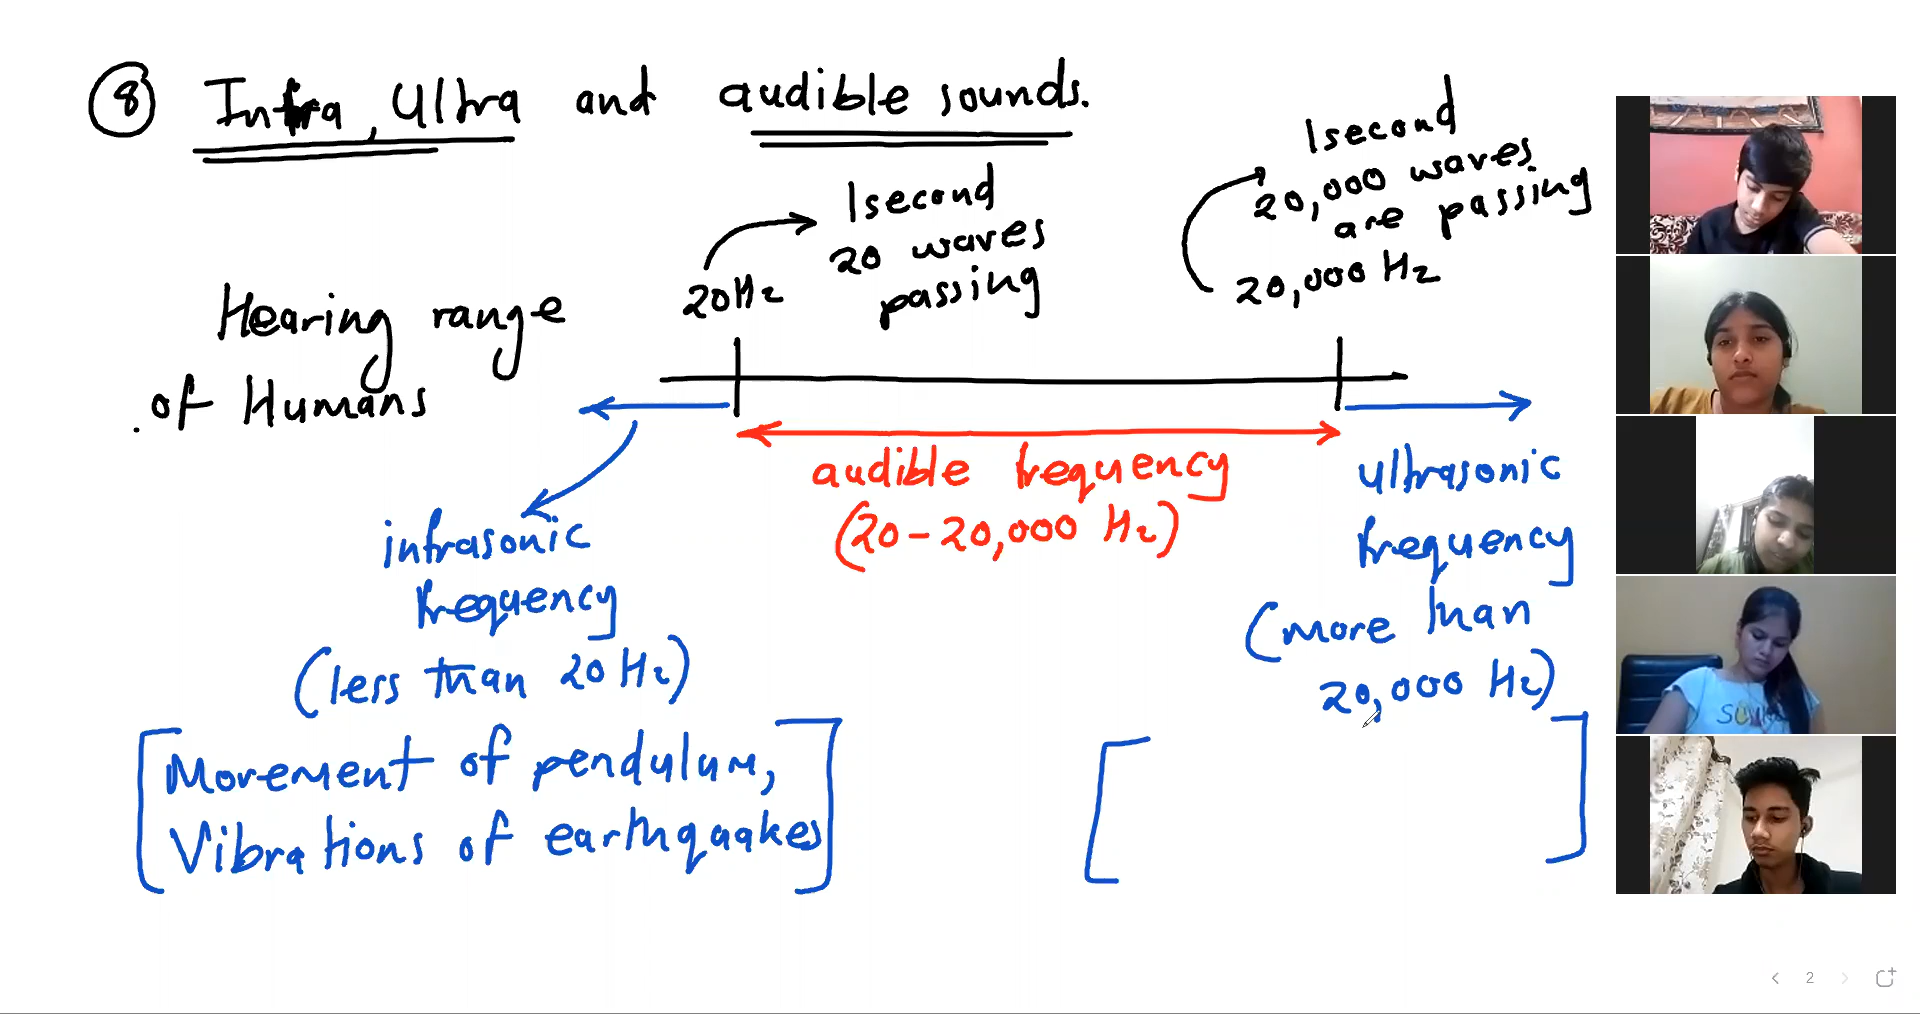 8 Infra, Ultra and audible sounds.
1second
20 waves
passing
20Hz
1second
20,000 waves
are passing
20,000 Hz
Hearing range
of Humans
audible frequency
(20-20,000 Hz)
infrasonic
frequency
(less than 20 Hz)
ultrasonic
frequency
(more than
20,000 Hz)
Movement of pendulum,
Vibrations of earthquakes
2